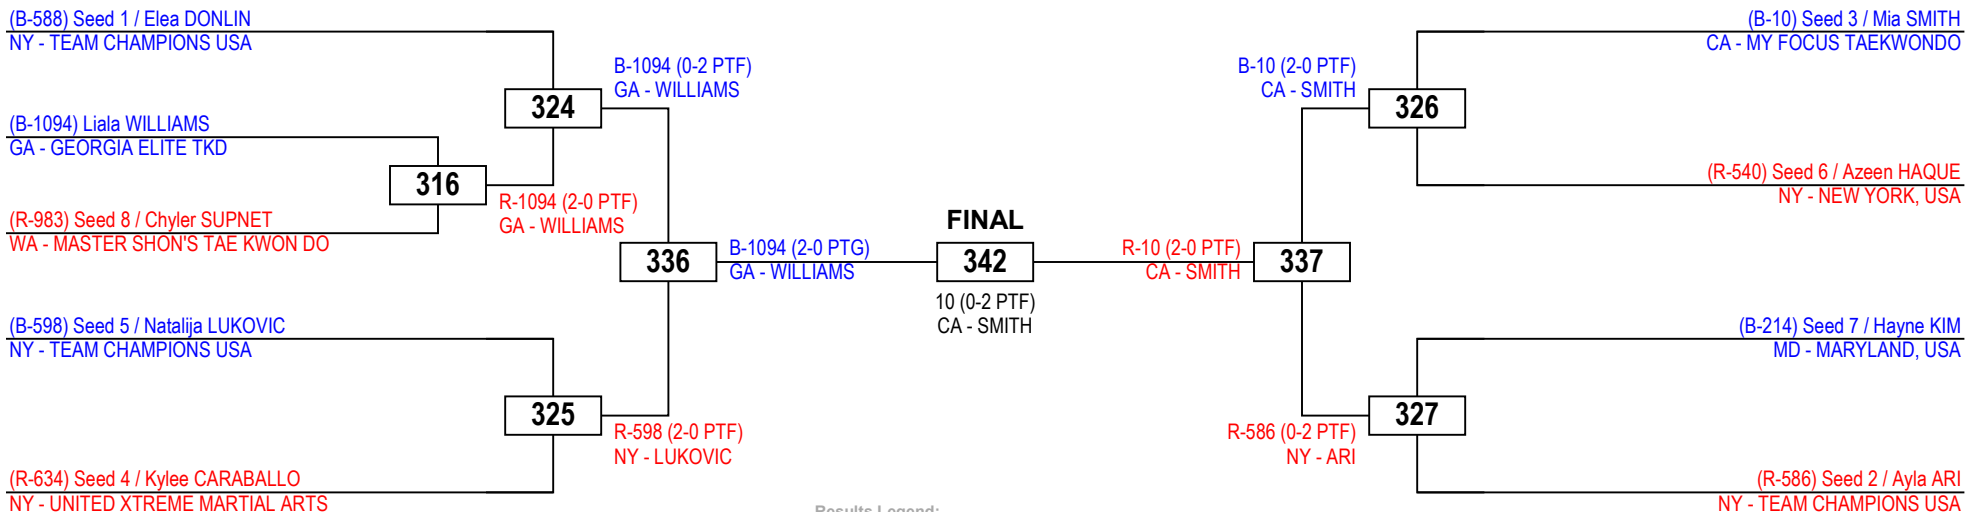 (B-588) Seed 1 / Elea DONLIN
NY - TEAM CHAMPIONS USA
324
B-1094 (0-2 PTF)
GA - WILLIAMS
(B-1094) Liala WILLIAMS
GA - GEORGIA ELITE TKD
316
R-1094 (2-0 PTF)
GA - WILLIAMS
(R-983) Seed 8 / Chyler SUPNET
WA - MASTER SHON'S TAE KWON DO
336
B-1094 (2-0 PTG)
GA - WILLIAMS
(B-598) Seed 5 / Natalija LUKOVIC
NY - TEAM CHAMPIONS USA
325
R-598 (2-0 PTF)
NY - LUKOVIC
(R-634) Seed 4 / Kylee CARABALLO
NY - UNITED XTREME MARTIAL ARTS
FINAL
342
10 (0-2 PTF)
CA - SMITH
(B-10) Seed 3 / Mia SMITH
CA - MY FOCUS TAEKWONDO
B-10 (2-0 PTF)
CA - SMITH
326
(R-540) Seed 6 / Azeen HAQUE
NY - NEW YORK, USA
R-10 (2-0 PTF)
CA - SMITH
337
(B-214) Seed 7 / Hayne KIM
MD - MARYLAND, USA
327
R-586 (0-2 PTF)
NY - ARI
(R-586) Seed 2 / Ayla ARI
NY - TEAM CHAMPIONS USA
Results Legend: